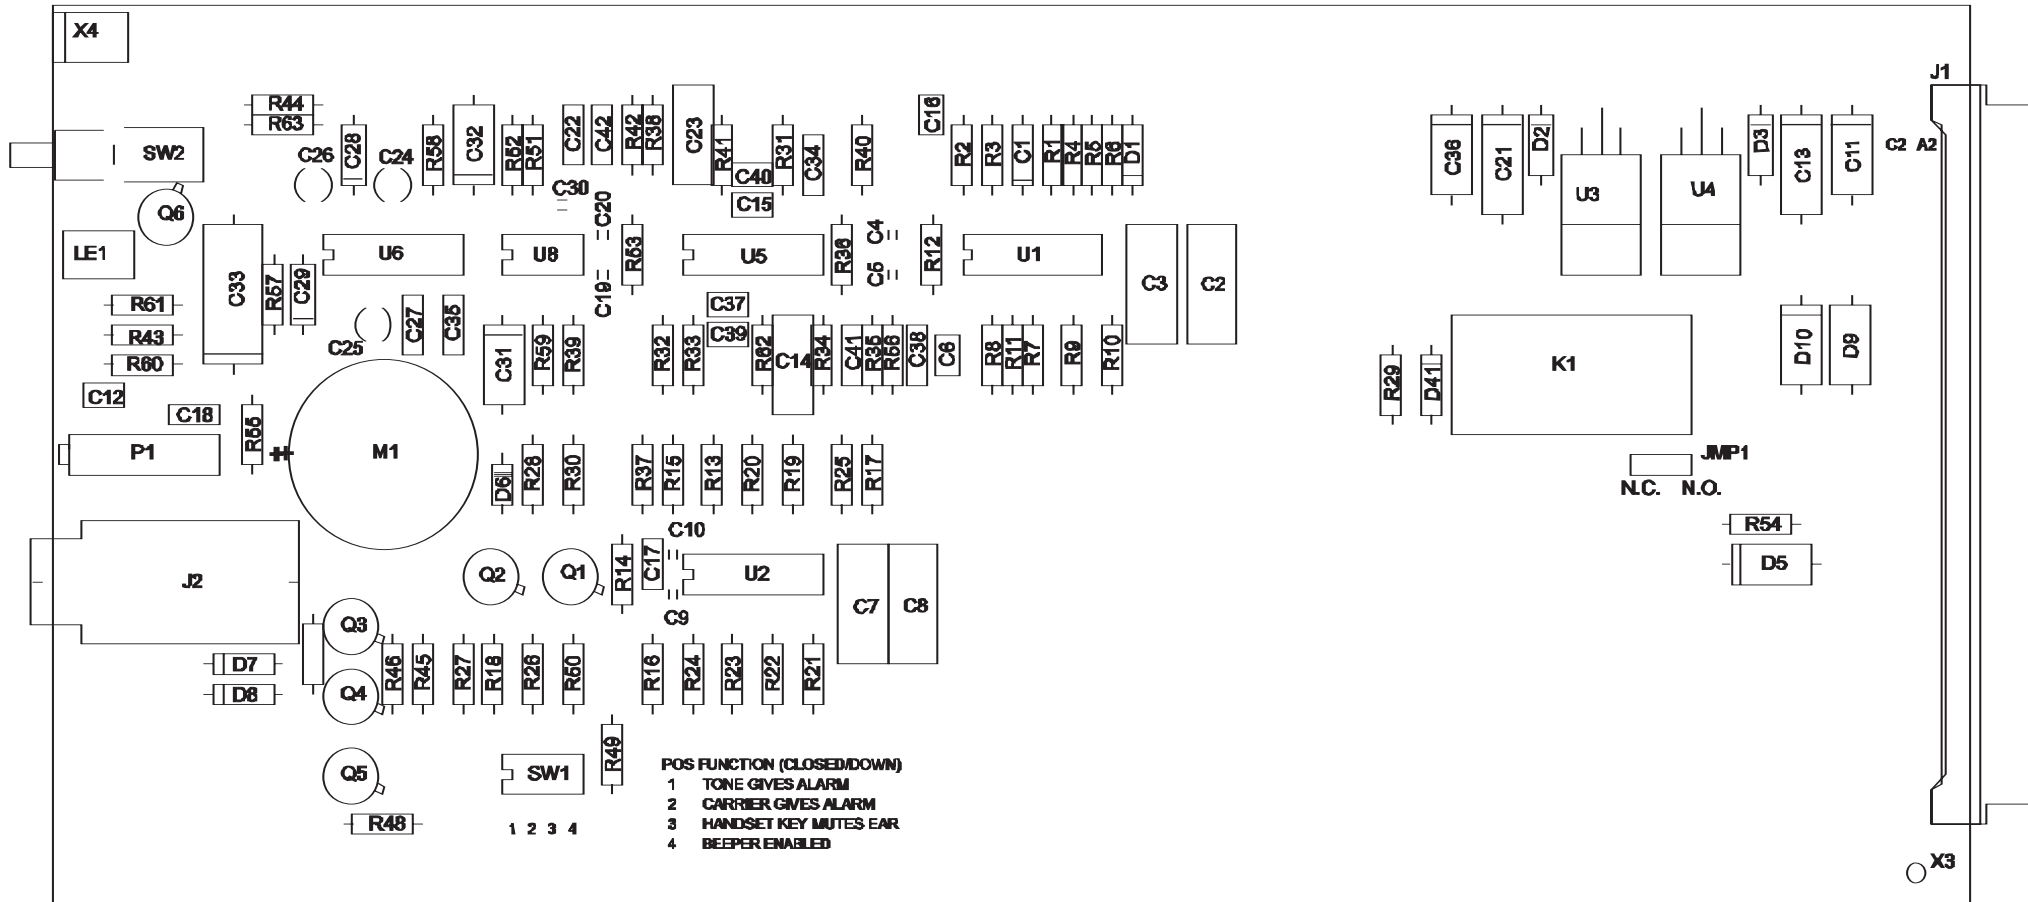 X4
J1
R44
R63
SW2
C26
C28
C24
R58
C32
R52
R51
C22
C42
R42
R38
C23
R41
C40
C15
R31
C34
R40
C16
R2
R3
C1
R1
R4
R5
R6
D1
C36
C21
D2
U3
U4
D3
C13
C11
C2 A2
C30
C20
Q6
LE1
C33
R57
C29
U6
U8
R53
U5
R36
C4
C5
R12
U1
C3
C2
C19
R61
R43
R60
C25
C27
C35
C31
R59
R39
R32
R33
C37
C39
R62
C14
R34
C41
R35
R56
C38
C6
R8
R11
R7
R9
R10
R29
D41
K1
D10
D9
C12
C18
R55
P1
+
M1
D6
R28
R30
R37
R15
R13
R20
R19
R25
R17
JMP1
N.C. N.O.
R54
D5
J2
Q2
Q1
R14
C17
C10
U2
C9
C7
C8
Q3
D7
D8
Q4
R46
R45
R27
R18
R26
R50
R16
R24
R23
R22
R21
Q5
SW1
R49
R48
1 2 3 4
POS FUNCTION (CLOSED/DOWN)
1 TONE GIVES ALARM
2 CARRIER GIVES ALARM
3 HANDSET KEY MUTES EAR
4 BEEPER ENABLED
X3